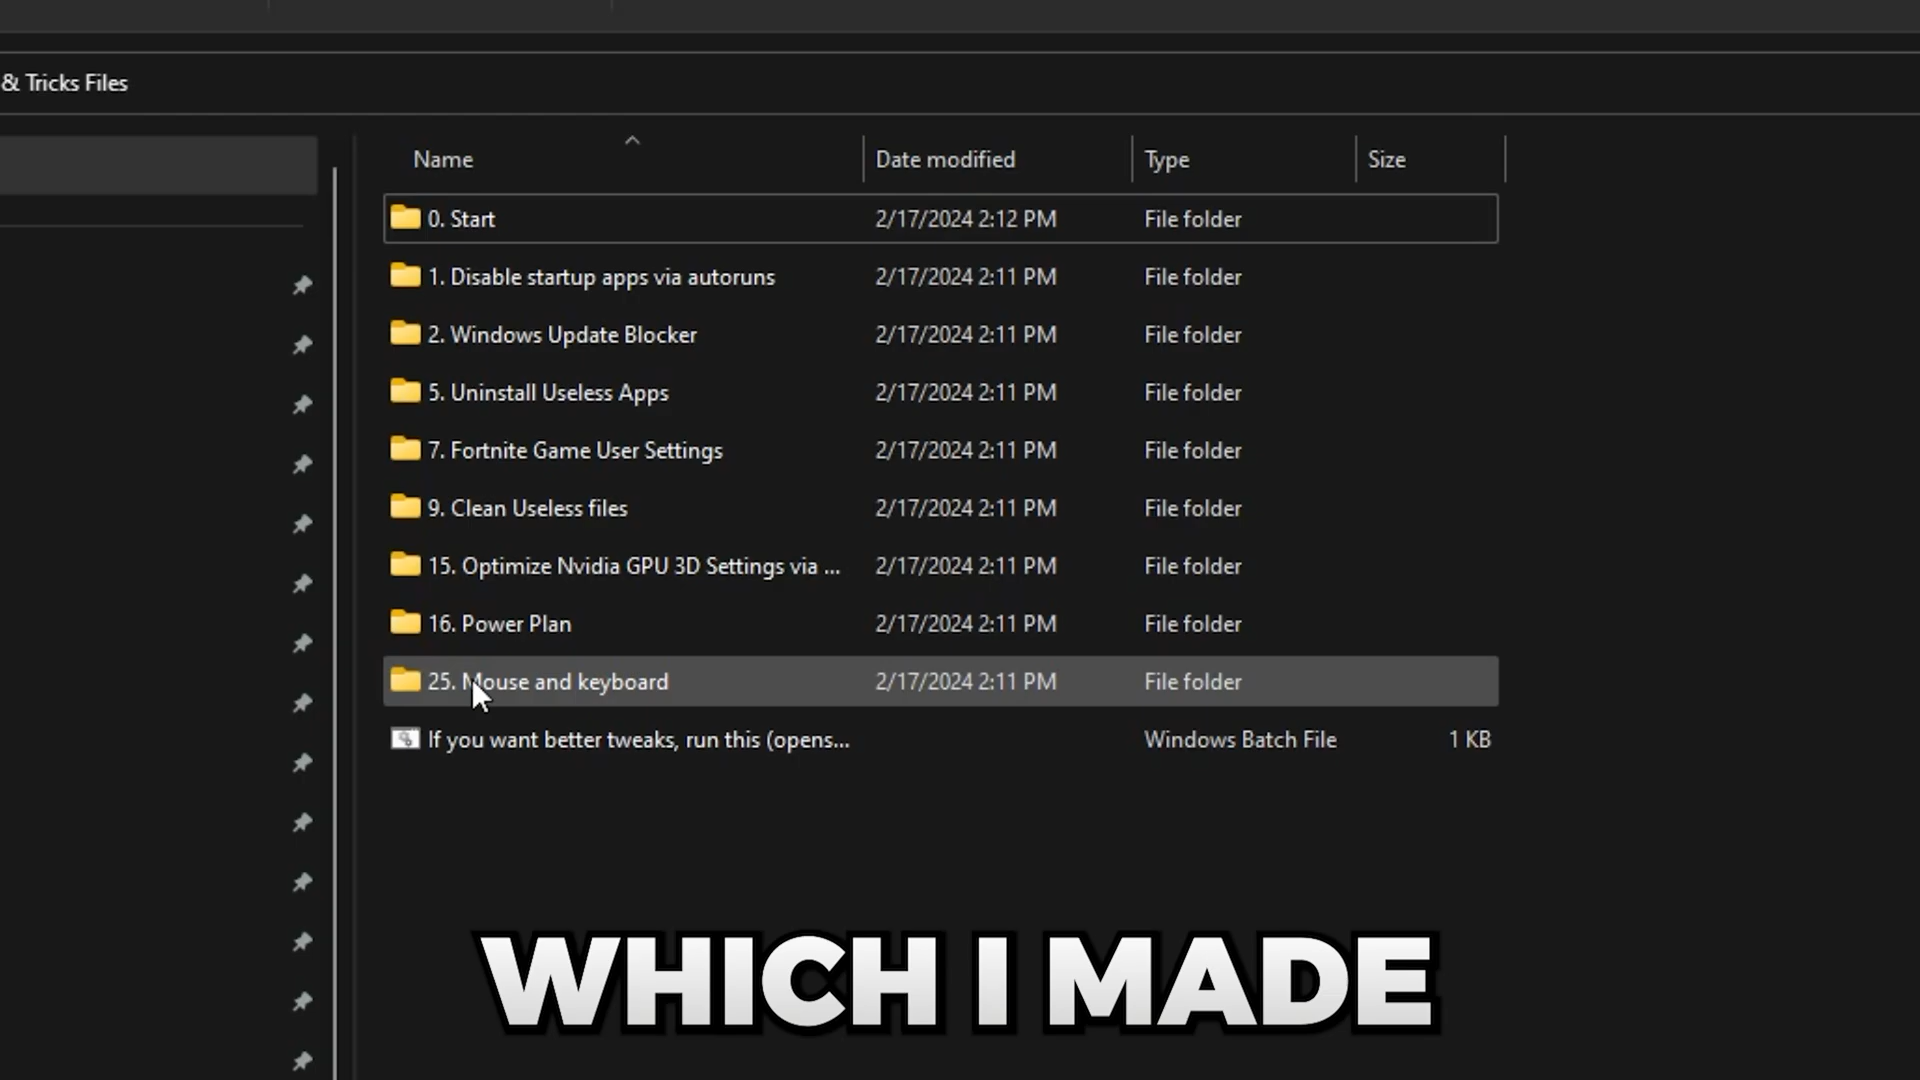 & Tricks Files
Name Date modified Type Size
0. Start 2/17/2024 2:12 PM File folder
1. Disable startup apps via autoruns 2/17/2024 2:11 PM File folder
2. Windows Update Blocker 2/17/2024 2:11 PM File folder
5. Uninstall Useless Apps 2/17/2024 2:11 PM File folder
7. Fortnite Game User Settings 2/17/2024 2:11 PM File folder
9. Clean Useless files 2/17/2024 2:11 PM File folder
15. Optimize Nvidia GPU 3D Settings via ... 2/17/2024 2:11 PM File folder
16. Power Plan 2/17/2024 2:11 PM File folder
25. Mouse and keyboard 2/17/2024 2:11 PM File folder
If you want better tweaks, run this (opens... Windows Batch File 1 KB
WHICH I MADE